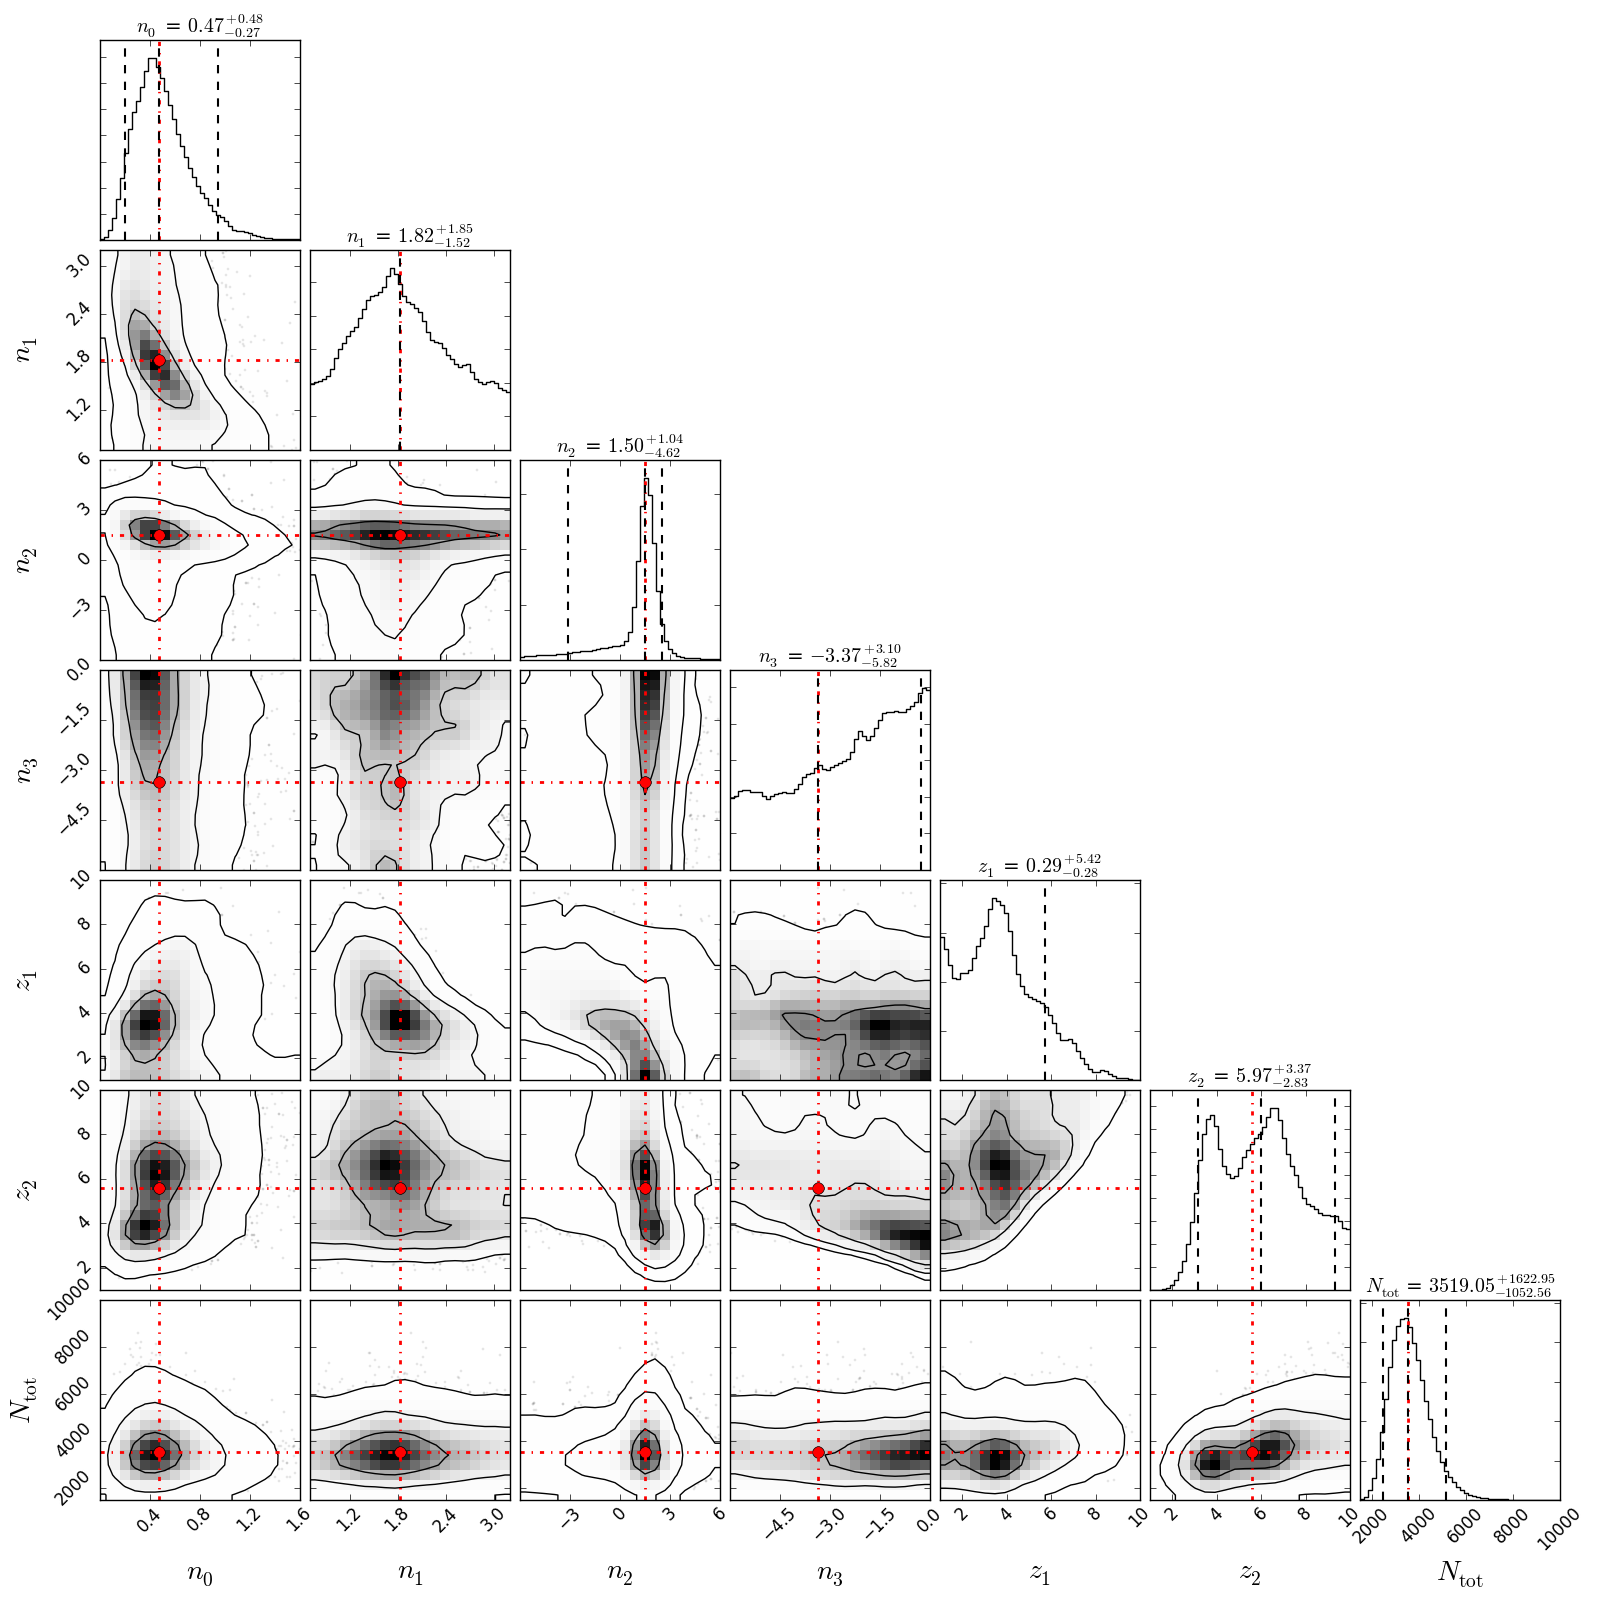 n₀ = 0.47+0.48−0.27
n₁ = 1.82+1.85−1.52
3.0
2.4
1.8
1.2
n₁
n₂ = 1.50+1.04−4.62
6
3
0
−3
n₂
n₃ = −3.37+3.10−5.82
0.0
−1.5
−3.0
−4.5
n₃
z₁ = 0.29+5.42−0.28
10
8
6
4
2
z₁
z₂ = 5.97+3.37−2.83
10
8
6
4
2
z₂
N_tot = 3519.05+1622.95−1052.56
10000
8000
6000
4000
2000
N_tot
0.4 0.8 1.2 1.6 1.2 1.8 2.4 3.0 −3 0 3 6 −4.5 −3.0 −1.5 0.0 2 4 6 8 10 2 4 6 8 10 2000 4000 6000 8000 10000
n₀ n₁ n₂ n₃ z₁ z₂ N_tot